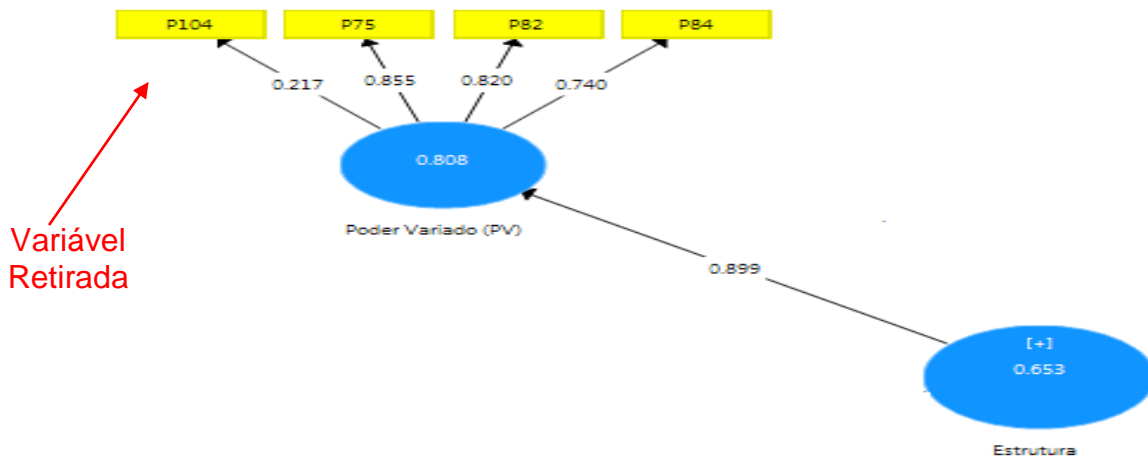 P104 P75 P82 P84
0.217 0.855 0.820 0.740
0.808
Poder Variado (PV)
Variável
Retirada
0.899
[+]
0.653
Estrutura